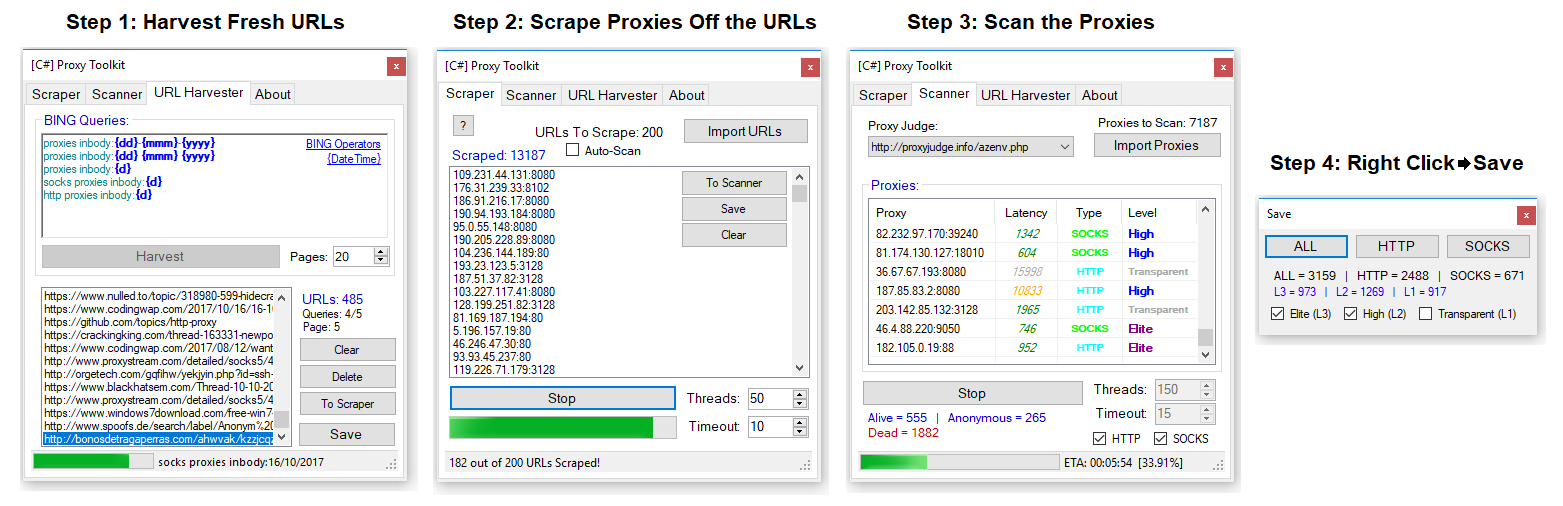 Step 1: Harvest Fresh URLs
[C#] Proxy Toolkit
x
Scraper Scanner URL Harvester About
BING Queries:
proxies inbody:{dd}-{mmm}-{yyyy}
proxies inbody:{dd} {mmm} {yyyy}
proxies inbody:{d}
socks proxies inbody:{d}
http proxies inbody:{d}
BING Operators
{DateTime}
Harvest
Pages: 20
https://www.nulled.to/topic/318980-599-hidecra
https://www.codingwap.com/2017/10/16/16-10
https://github.com/topics/http-proxy
https://crackingking.com/thread-163331-newpo
https://www.codingwap.com/2017/08/12/want
http://www.proxystream.com/detailed/socks5/4
http://orgetech.com/gqfihw/yekjyin.php?id=ssh-
https://www.blackhatsem.com/Thread-10-10-20
http://www.proxystream.com/detailed/socks5/4
https://www.windows7download.com/free-win7-
http://www.spoofs.de/search/label/Anonym%20
http://bonosdetragaperras.com/ahwvak/kzzjcqz
URLs: 485
Queries: 4/5
Page: 5
Clear
Delete
To Scraper
Save
socks proxies inbody:16/10/2017
Step 2: Scrape Proxies Off the URLs
[C#] Proxy Toolkit
x
Scraper Scanner URL Harvester About
?
URLs To Scrape: 200
Import URLs
Scraped: 13187
Auto-Scan
109.231.44.131:8080
176.31.239.33:8102
186.91.216.17:8080
190.94.193.184:8080
95.0.55.148:8080
190.205.228.89:8080
104.236.144.189:80
193.23.123.5:3128
187.51.37.82:3128
103.227.117.41:8080
128.199.251.82:3128
81.169.187.194:80
5.196.157.19:80
46.246.47.30:80
93.93.45.237:80
119.226.71.179:3128
To Scanner
Save
Clear
Stop
Threads: 50
Timeout: 10
182 out of 200 URLs Scraped!
Step 3: Scan the Proxies
[C#] Proxy Toolkit
x
Scraper Scanner URL Harvester About
Proxy Judge:
http://proxyjudge.info/azenv.php
Proxies to Scan: 7187
Import Proxies
Proxies:
Proxy Latency Type Level
82.232.97.170:39240 1342 SOCKS High
81.174.130.127:18010 604 SOCKS High
36.67.67.193:8080 15998 HTTP Transparent
187.85.83.2:8080 10833 HTTP High
203.142.85.132:3128 1965 HTTP Transparent
46.4.88.220:9050 746 SOCKS Elite
182.105.0.19:88 952 HTTP Elite
Stop
Threads: 150
Timeout: 15
Alive = 555 | Anonymous = 265
Dead = 1882
HTTP SOCKS
ETA: 00:05:54 [33.91%]
Step 4: Right Click➧Save
Save
x
ALL HTTP SOCKS
ALL = 3159 | HTTP = 2488 | SOCKS = 671
L3 = 973 | L2 = 1269 | L1 = 917
Elite (L3) High (L2) Transparent (L1)